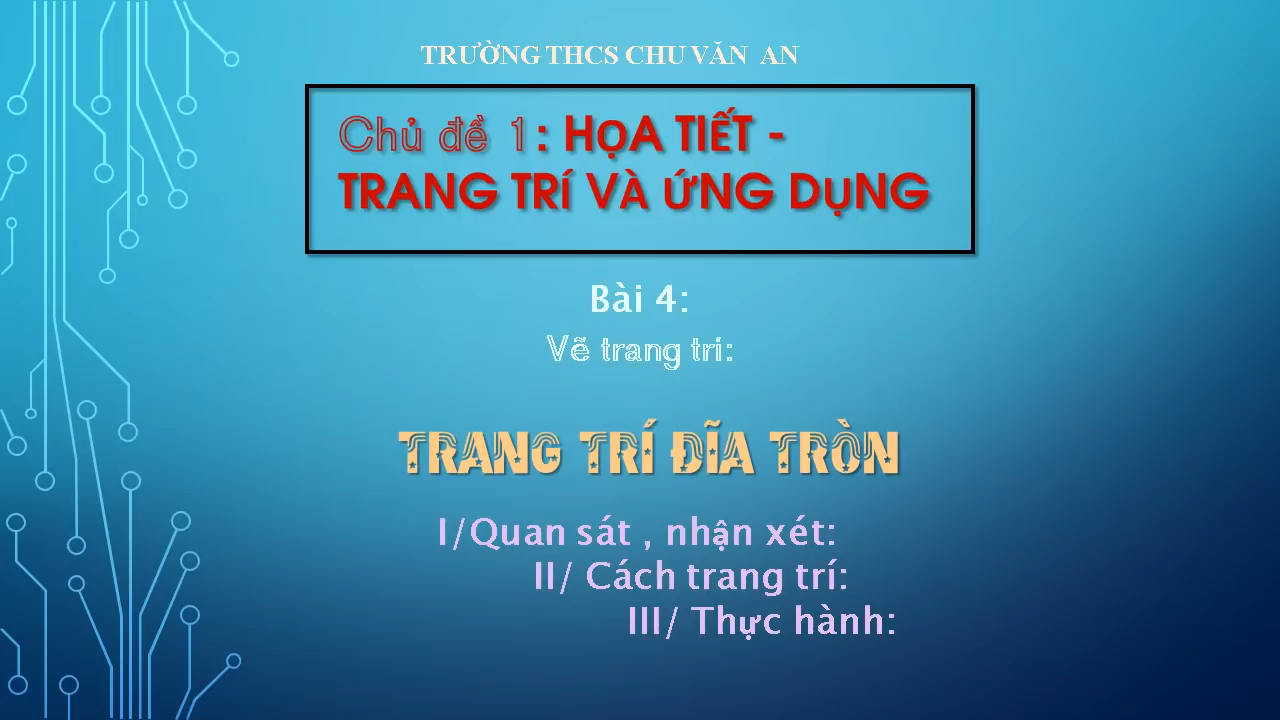 TRƯỜNG THCS CHU VĂN AN
Chủ đề 1: HỌA TIẾT -
TRANG TRÍ VÀ ỨNG DỤNG
Bài 4:
Vẽ trang trí:
TRANG TRÍ ĐĨA TRÒN
I/Quan sát , nhận xét:
II/ Cách trang trí:
III/ Thực hành: